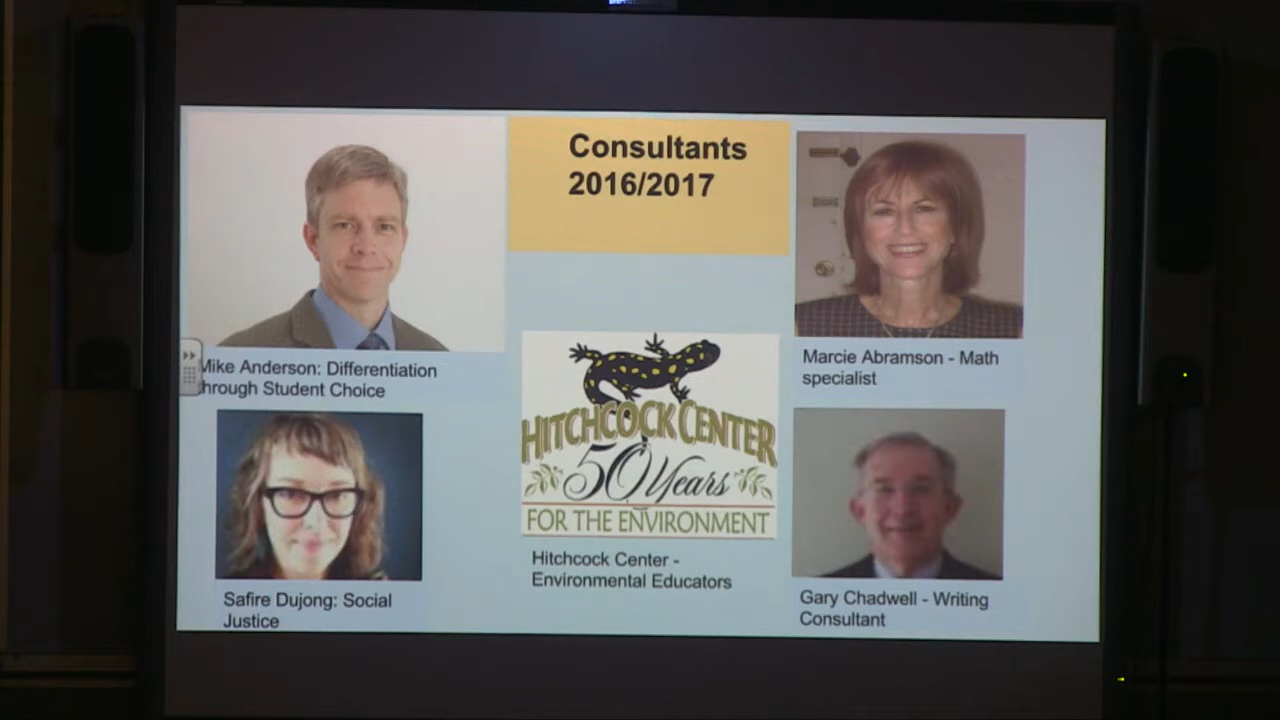 Consultants
2016/2017
Mike Anderson: Differentiation
through Student Choice
Marcie Abramson - Math
specialist
HITCHCOCK CENTER
50 Years
FOR THE ENVIRONMENT
Hitchcock Center -
Environmental Educators
Safire Dujong: Social
Justice
Gary Chadwell - Writing
Consultant